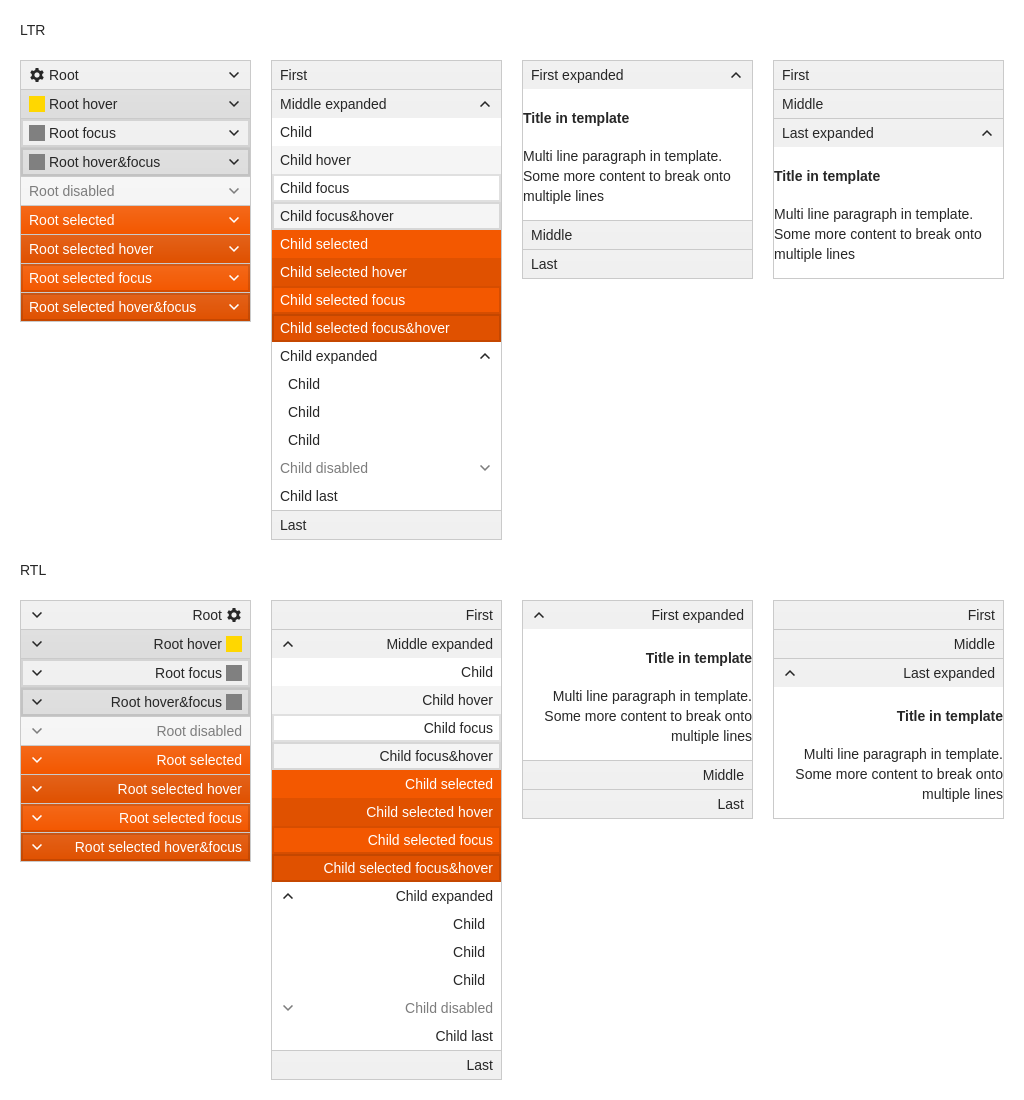 LTR
Root
Root hover
Root focus
Root hover&focus
Root disabled
Root selected
Root selected hover
Root selected focus
Root selected hover&focus
First
Middle expanded
Child
Child hover
Child focus
Child focus&hover
Child selected
Child selected hover
Child selected focus
Child selected focus&hover
Child expanded
Child
Child
Child
Child disabled
Child last
Last
First expanded
Title in template
Multi line paragraph in template.
Some more content to break onto
multiple lines
Middle
Last
First
Middle
Last expanded
Title in template
Multi line paragraph in template.
Some more content to break onto
multiple lines
RTL
Root
Root hover
Root focus
Root hover&focus
Root disabled
Root selected
Root selected hover
Root selected focus
Root selected hover&focus
First
Middle expanded
Child
Child hover
Child focus
Child focus&hover
Child selected
Child selected hover
Child selected focus
Child selected focus&hover
Child expanded
Child
Child
Child
Child disabled
Child last
Last
First expanded
Title in template
Multi line paragraph in template.
Some more content to break onto
multiple lines
Middle
Last
First
Middle
Last expanded
Title in template
Multi line paragraph in template.
Some more content to break onto
multiple lines